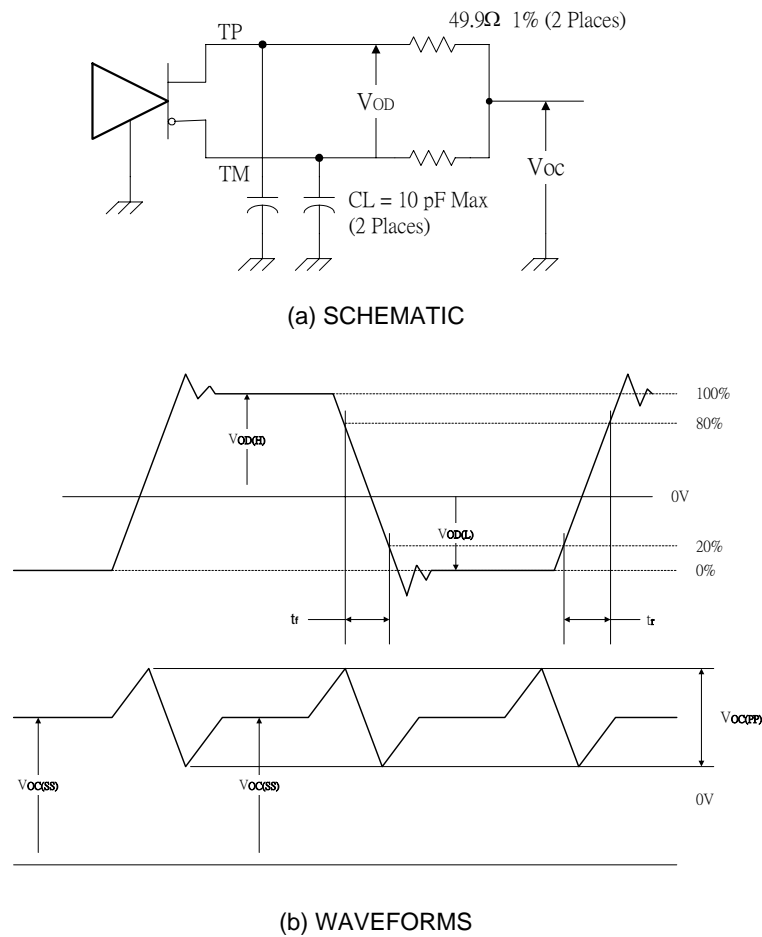 49.9Ω 1% (2 Places)
TP
VOD
VOC
TM
CL = 10 pF Max
(2 Places)
(a) SCHEMATIC
100%
80%
VOD(H)
0V
VOD(L)
20%
0%
tf
tr
VOC(PP)
VOC(SS)
VOC(SS)
0V
(b) WAVEFORMS